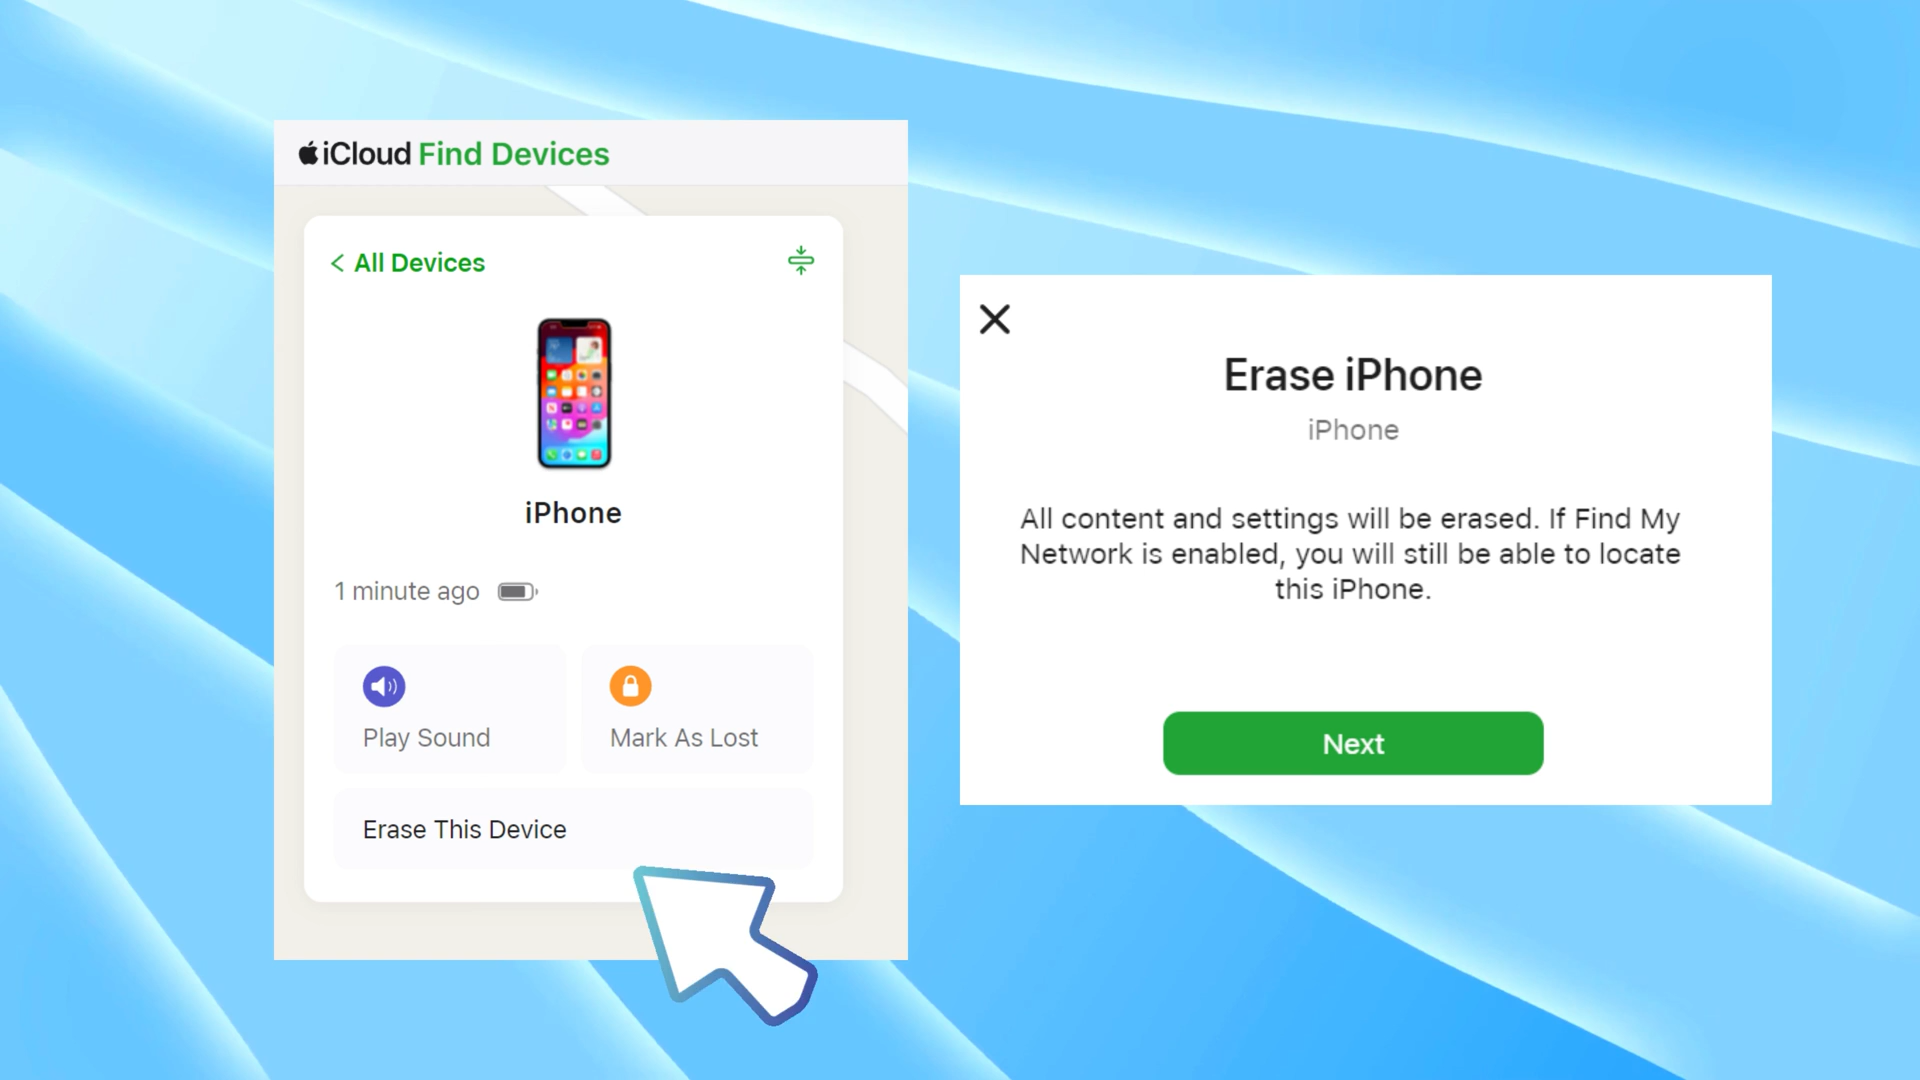 iCloud Find Devices
All Devices
iPhone
1 minute ago
Play Sound
Mark As Lost
Erase This Device
Erase iPhone
iPhone
All content and settings will be erased. If Find My
Network is enabled, you will still be able to locate
this iPhone.
Next